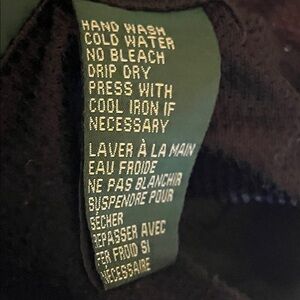 HAND WASH
COLD WATER
NO BLEACH
DRIP DRY
PRESS WITH
COOL IRON IF
NECESSARY
LAVER À LA MAIN
EAU FROIDE
NE PAS BLANCHIR
SUSPENDRE POUR
SÉCHER
REPASSER AVEC
FER FROID SI
NÉCESSAIRE